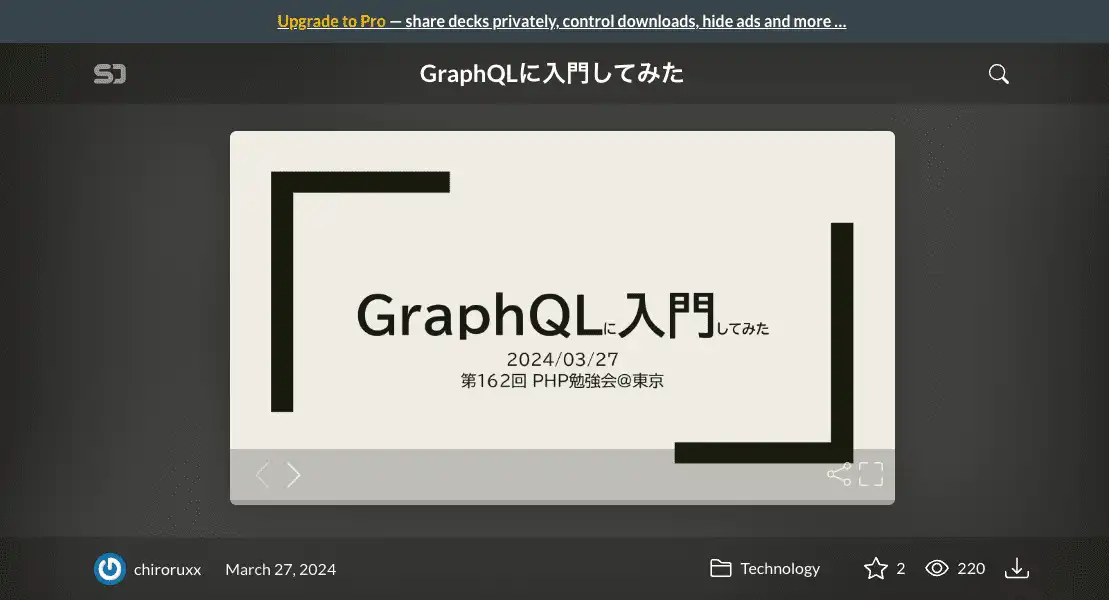 Upgrade to Pro — share decks privately, control downloads, hide ads and more …
SD
GraphQLに入門してみた
GraphQLに入門してみた
2024/03/27
第162回 PHP勉強会@東京
chiroruxx
March 27, 2024
Technology
2
220